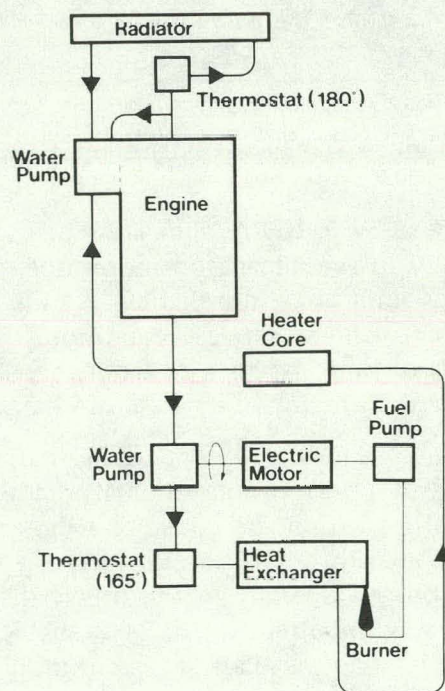 Radiator
Thermostat (180°)
Water
Pump
Engine
Heater
Core
Fuel
Pump
Water
Pump
Electric
Motor
Thermostat
(165°)
Heat
Exchanger
Burner